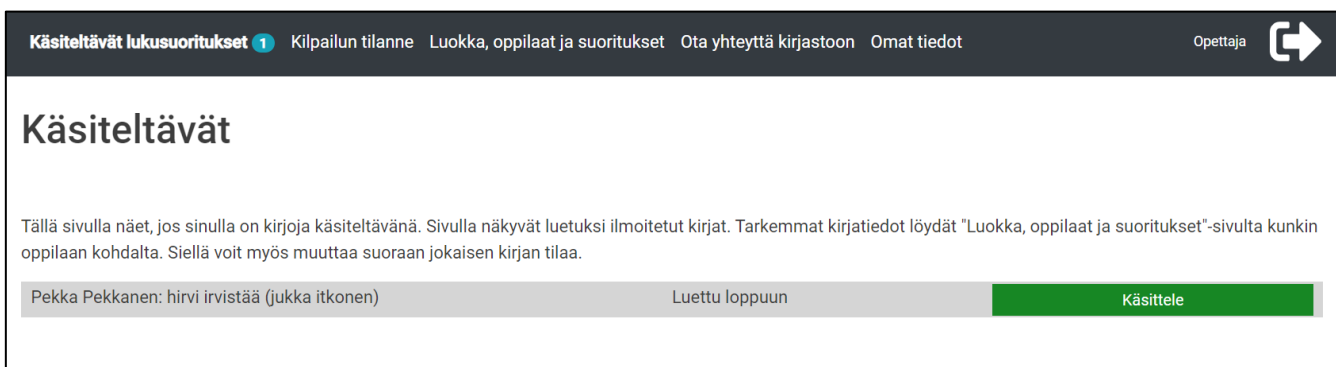 Käsiteltävät lukusuoritukset 1 Kilpailun tilanne Luokka, oppilaat ja suoritukset Ota yhteyttä kirjastoon Omat tiedot Opettaja
Käsiteltävät
Tällä sivulla näet, jos sinulla on kirjoja käsiteltävänä. Sivulla näkyvät luetuksi ilmoitetut kirjat. Tarkemmat kirjatiedot löydät "Luokka, oppilaat ja suoritukset"-sivulta kunkin
oppilaan kohdalta. Siellä voit myös muuttaa suoraan jokaisen kirjan tilaa.
Pekka Pekkanen: hirvi irvistää (jukka itkonen) Luettu loppuun Käsittele